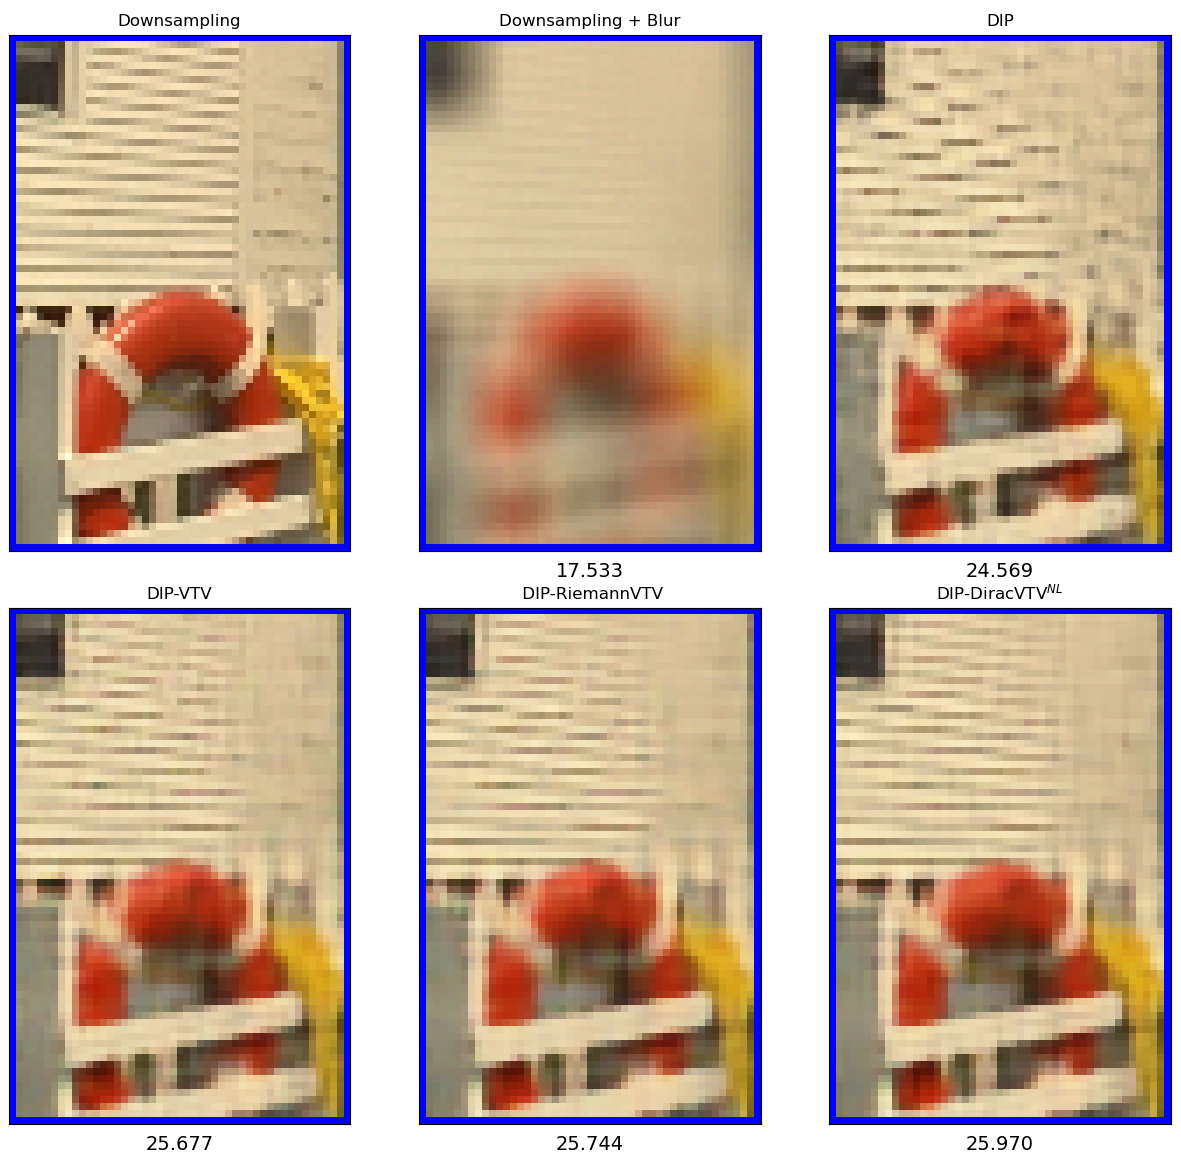 Downsampling
Downsampling + Blur
DIP
17.533
24.569
DIP-VTV
DIP-RiemannVTV
DIP-DiracVTV^{NL}
25.677
25.744
25.970